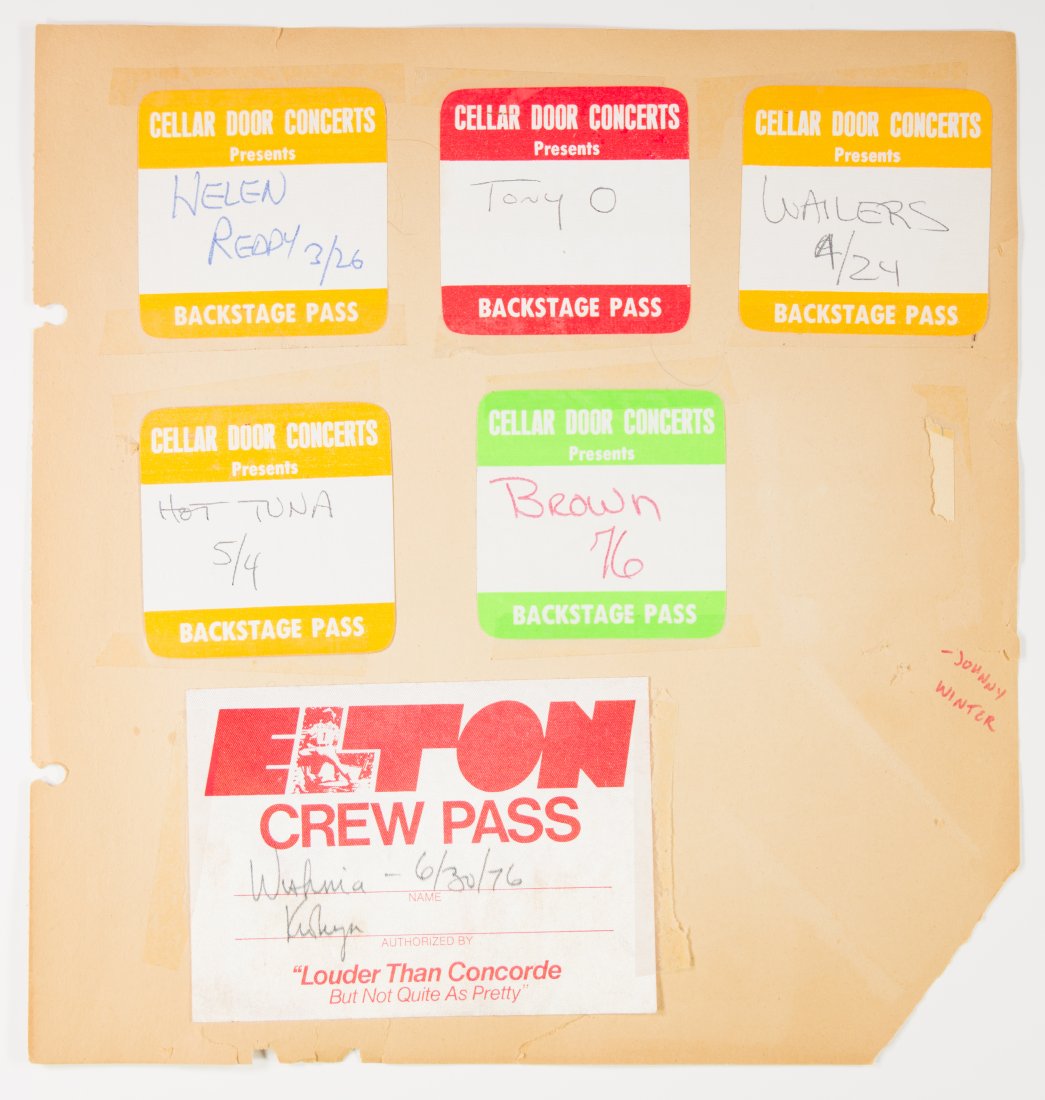 CELLAR DOOR CONCERTS
Presents
HELEN
REDDY 3/26
BACKSTAGE PASS
CELLAR DOOR CONCERTS
Presents
TONY O
BACKSTAGE PASS
CELLAR DOOR CONCERTS
Presents
WAILERS
4/24
BACKSTAGE PASS
CELLAR DOOR CONCERTS
Presents
HOT TUNA
5/4
BACKSTAGE PASS
CELLAR DOOR CONCERTS
Presents
BROWN
76
BACKSTAGE PASS
-JOHNNY
WINTER
ELTON
CREW PASS
- 6/30/76
NAME
AUTHORIZED BY
"Louder Than Concorde
But Not Quite As Pretty"